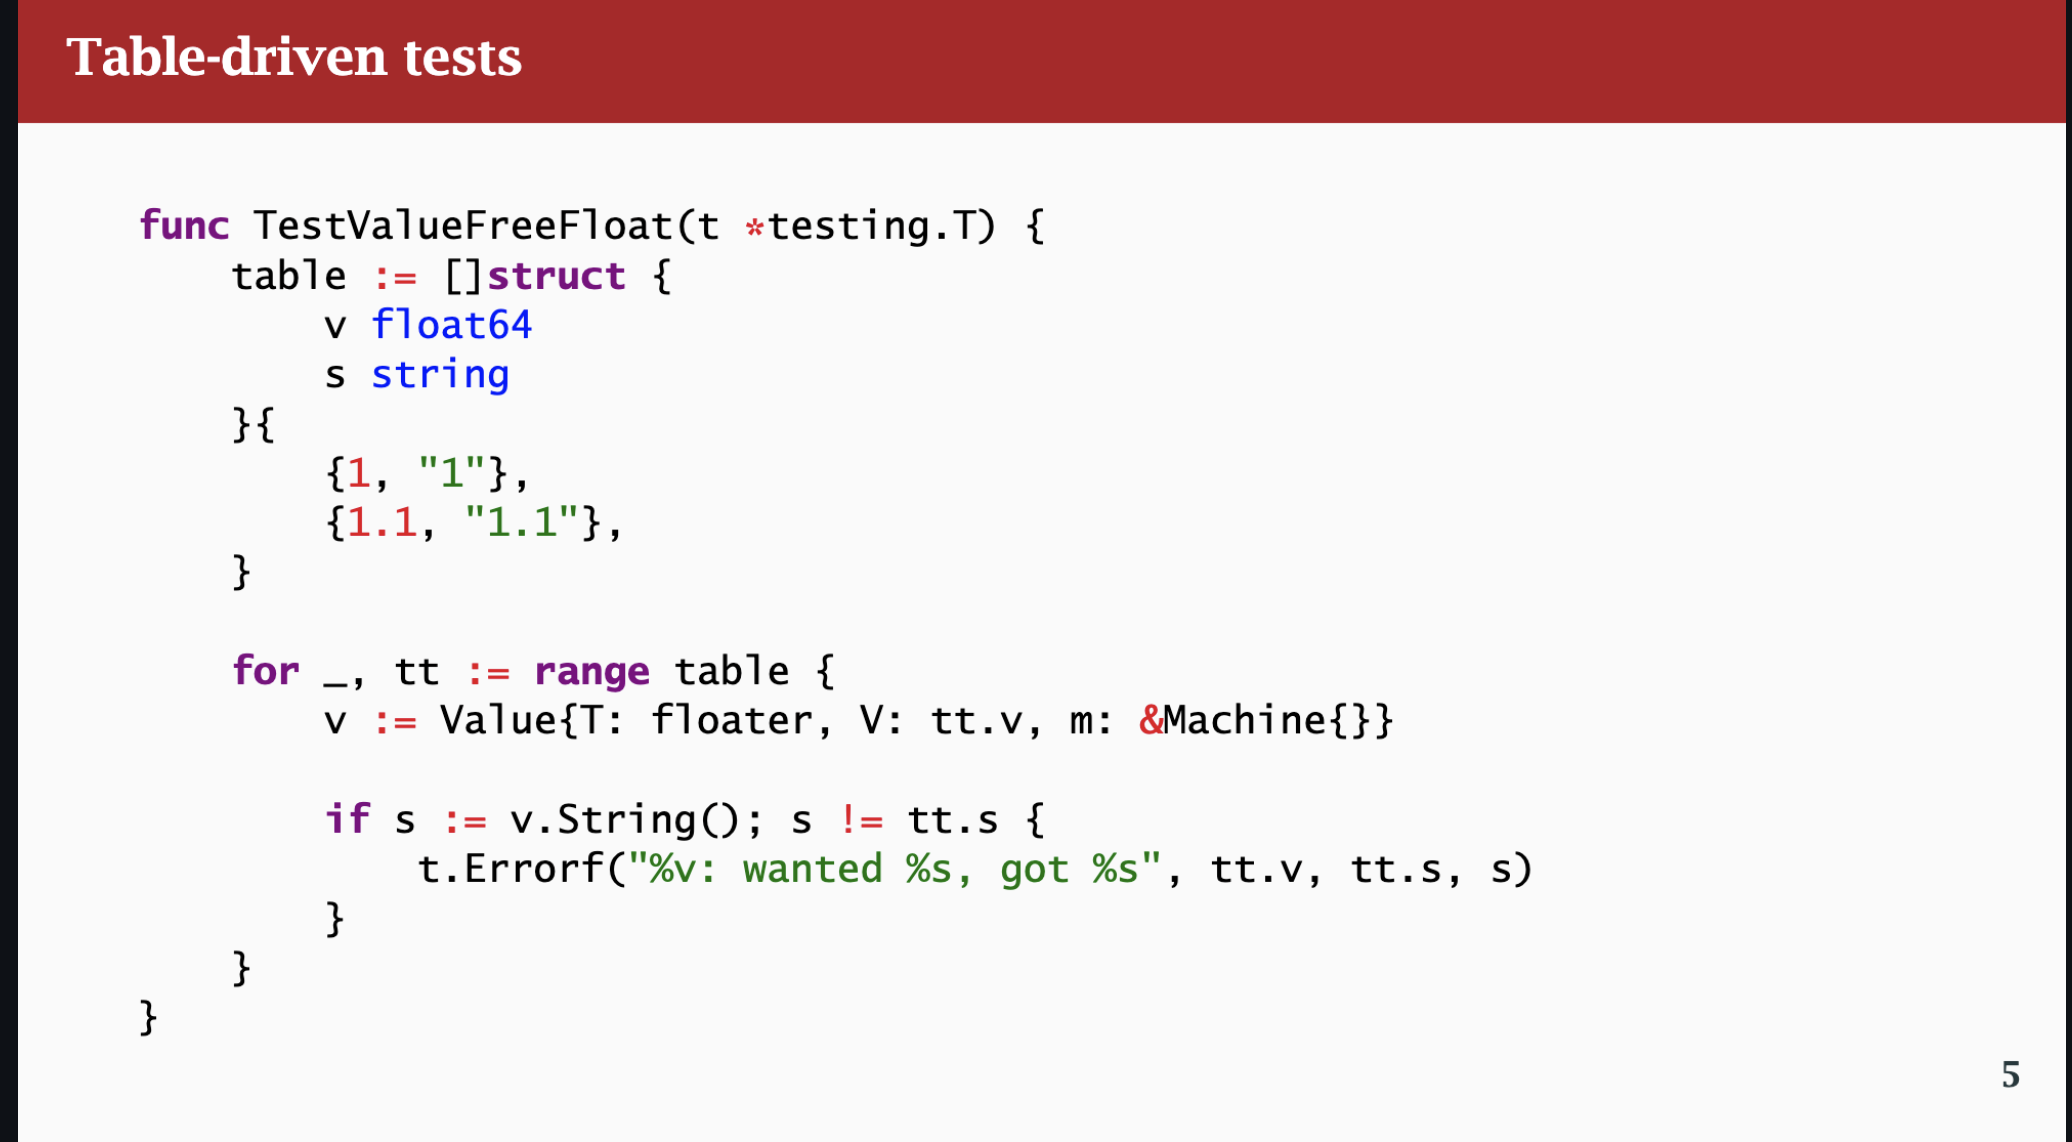 Table-driven tests
func TestValueFreeFloat(t *testing.T) {
    table := []struct {
        v float64
        s string
    }{
        {1, "1"},
        {1.1, "1.1"},
    }

    for _, tt := range table {
        v := Value{T: floater, V: tt.v, m: &Machine{}}

        if s := v.String(); s != tt.s {
            t.Errorf("%v: wanted %s, got %s", tt.v, tt.s, s)
        }
    }
}
5